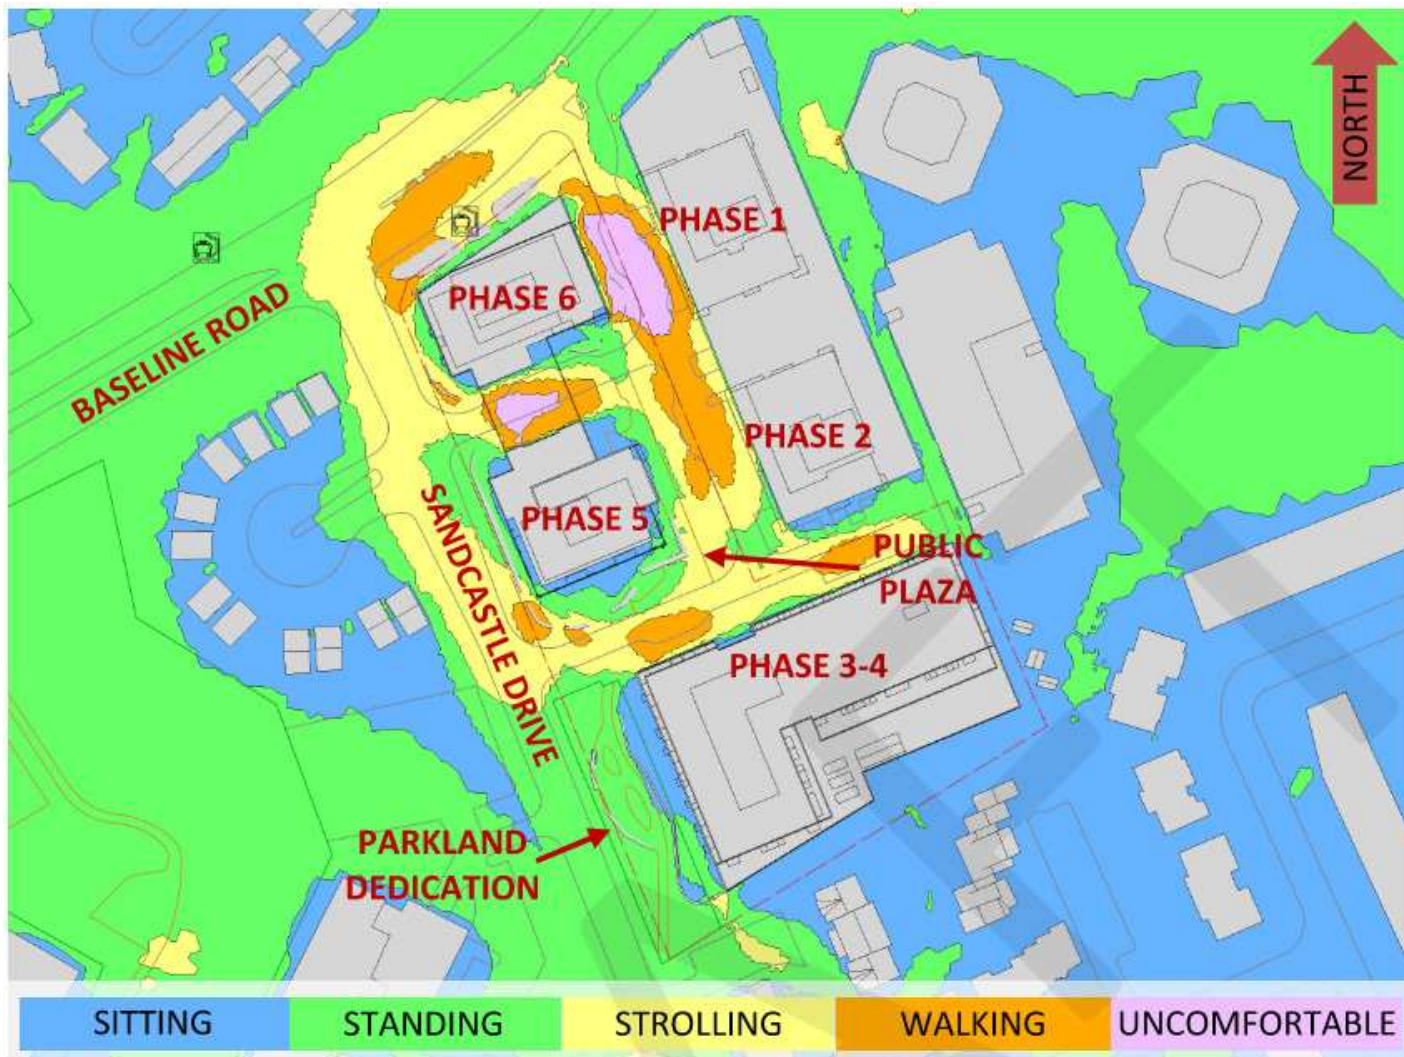 NORTH
PHASE 1
PHASE 6
BASELINE ROAD
PHASE 2
PHASE 5
SANDCASTLE DRIVE
PUBLIC
PLAZA
PHASE 3-4
PARKLAND
DEDICATION
SITTING
STANDING
STROLLING
WALKING
UNCOMFORTABLE